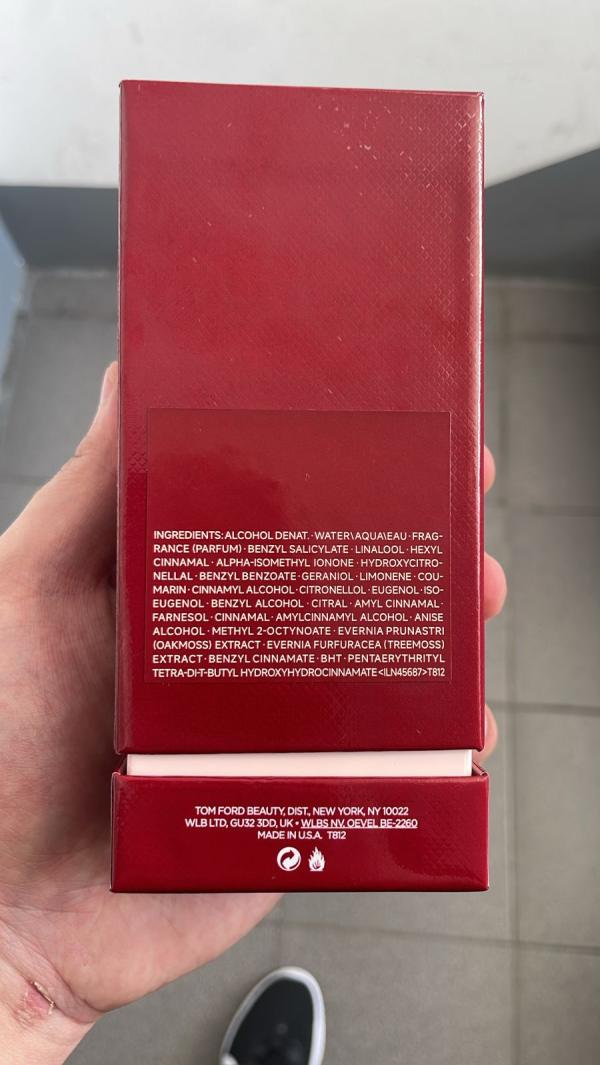 INGREDIENTS: ALCOHOL DENAT. · WATER\AQUA\EAU · FRAG-
RANCE (PARFUM) · BENZYL SALICYLATE · LINALOOL · HEXYL
CINNAMAL · ALPHA-ISOMETHYL IONONE · HYDROXYCITRO-
NELLAL · BENZYL BENZOATE · GERANIOL · LIMONENE · COU-
MARIN · CINNAMYL ALCOHOL · CITRONELLOL · EUGENOL · ISO-
EUGENOL · BENZYL ALCOHOL · CITRAL · AMYL CINNAMAL ·
FARNESOL · CINNAMAL · AMYLCINNAMYL ALCOHOL · ANISE
ALCOHOL · METHYL 2-OCTYNOATE · EVERNIA PRUNASTRI
(OAKMOSS) EXTRACT · EVERNIA FURFURACEA (TREEMOSS)
EXTRACT · BENZYL CINNAMATE · BHT · PENTAERYTHRITYL
TETRA-DI-T-BUTYL HYDROXYHYDROCINNAMATE <ILN45687> T812
TOM FORD BEAUTY, DIST., NEW YORK, NY 10022
WLB LTD, GU32 3DD, UK • WLBS NV. OEVEL BE-2260
MADE IN U.S.A. T812